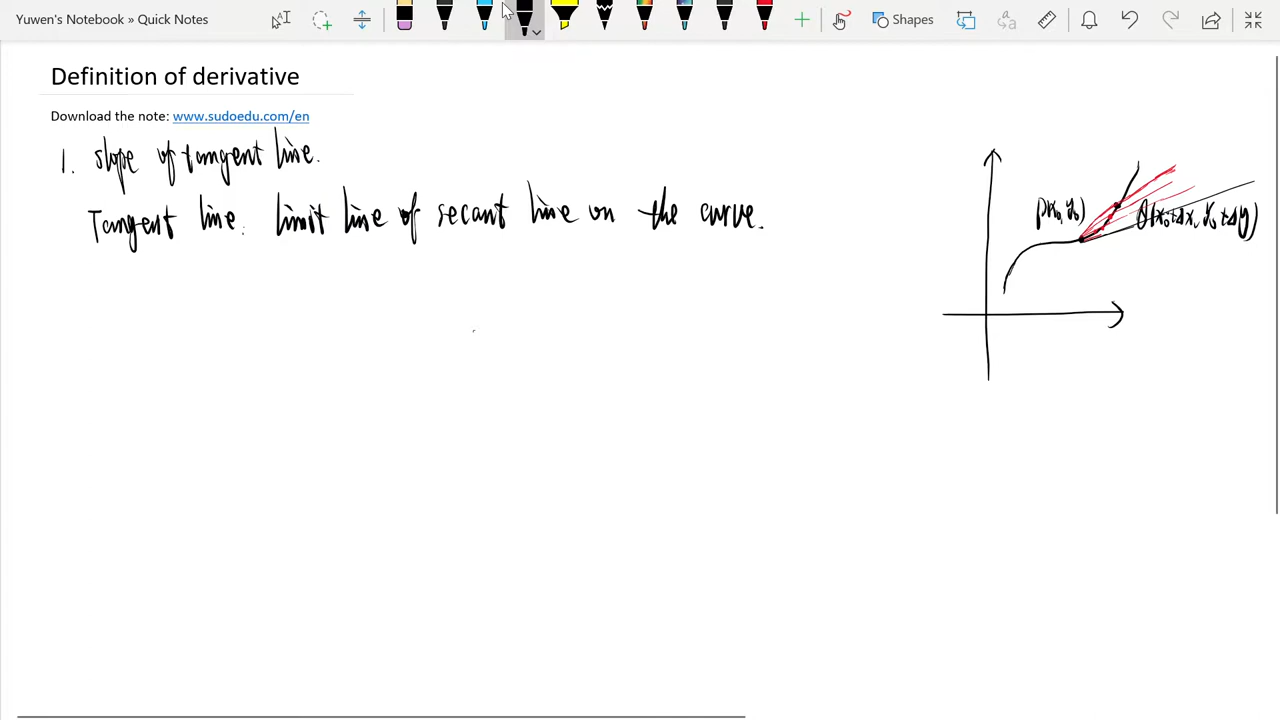 Yuwen's Notebook » Quick Notes
Shapes
Definition of derivative
Download the note: www.sudoedu.com/en
1. slope of tangent line.
Tangent line: limit line of secant line on the curve.
P(x₀, y₀)
Q(x₀+Δx, y₀+Δy)